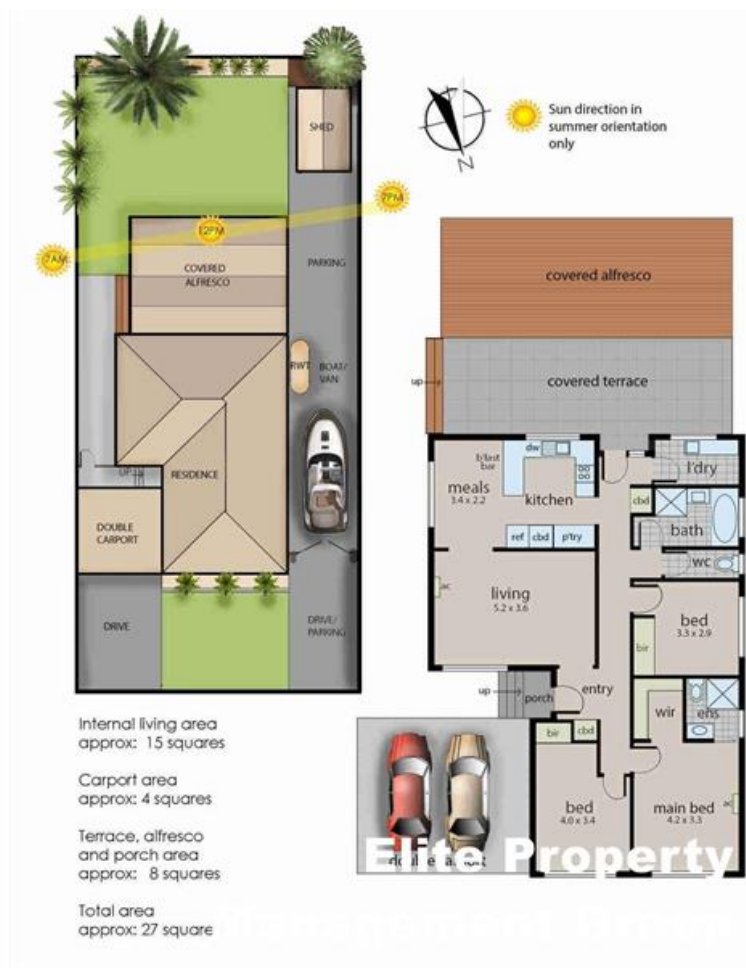 SHED
N
Sun direction in
summer orientation
only
7PM
12PM
7AM
COVERED
ALFRESCO
PARKING
RWT
BOAT/
VAN
RESIDENCE
UP
DOUBLE
CARPORT
DRIVE
DRIVE/
PARKING
covered alfresco
covered terrace
up
dw
b'fast
bar
l'dry
meals
3.4 x 2.2
kitchen
cbd
bath
ref
cbd
p'try
wc
ac
living
5.2 x 3.6
bed
3.3 x 2.9
bir
up
porch
entry
wir
ens
bir
cbd
bed
4.0 x 3.4
main bed
4.2 x 3.3
ac
Elite Property
Internal living area
approx: 15 squares
Carport area
approx: 4 squares
Terrace, alfresco
and porch area
approx: 8 squares
Total area
approx: 27 square